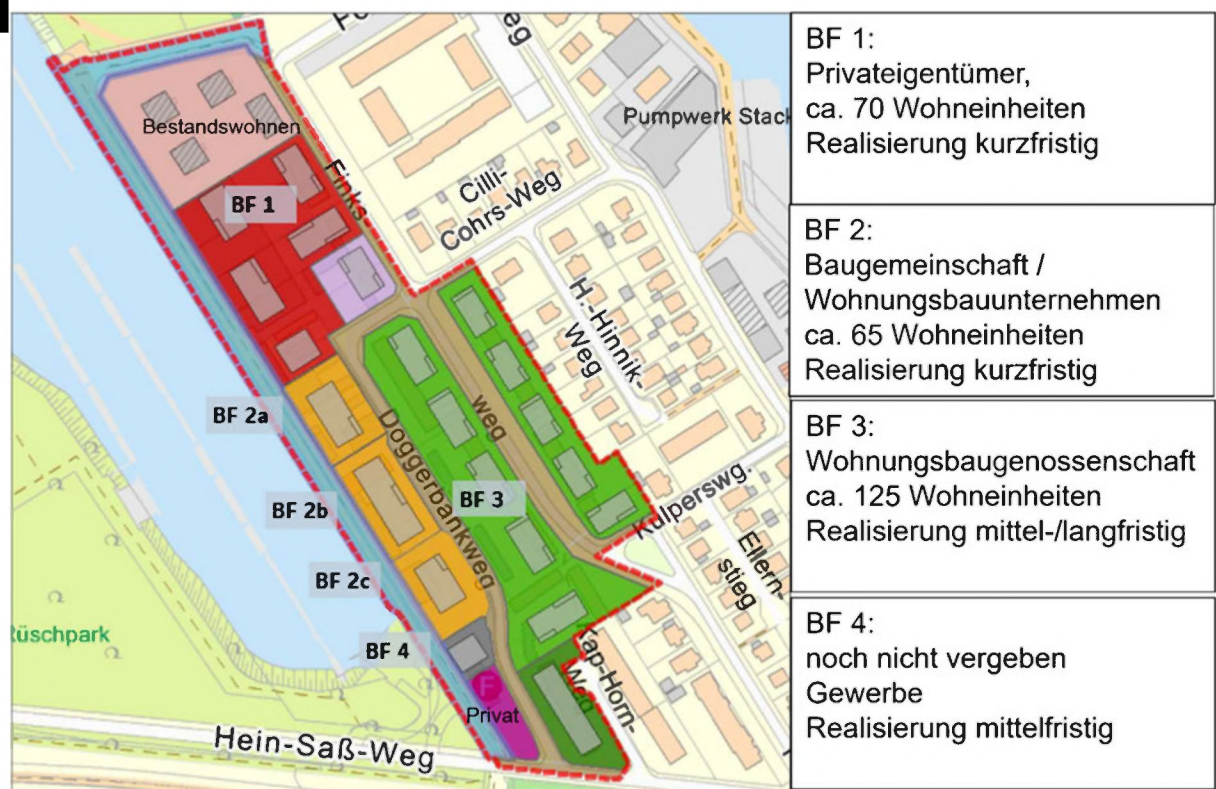 Weg
Pumpwerk Stack
Bestandswohnen
Finks-
Cilli-
Cohrs-Weg
BF 1
H.-Hinnik-
Weg
BF 2a
weg
Doggerbankweg
BF 3
BF 2b
Külperswg.
Ellern-
stieg
BF 2c
Rüschpark
BF 4
Kap-Horn-
Weg
F
Privat
Hein-Saß-Weg
BF 1:
Privateigentümer,
ca. 70 Wohneinheiten
Realisierung kurzfristig
BF 2:
Baugemeinschaft /
Wohnungsbauunternehmen
ca. 65 Wohneinheiten
Realisierung kurzfristig
BF 3:
Wohnungsbaugenossenschaft
ca. 125 Wohneinheiten
Realisierung mittel-/langfristig
BF 4:
noch nicht vergeben
Gewerbe
Realisierung mittelfristig